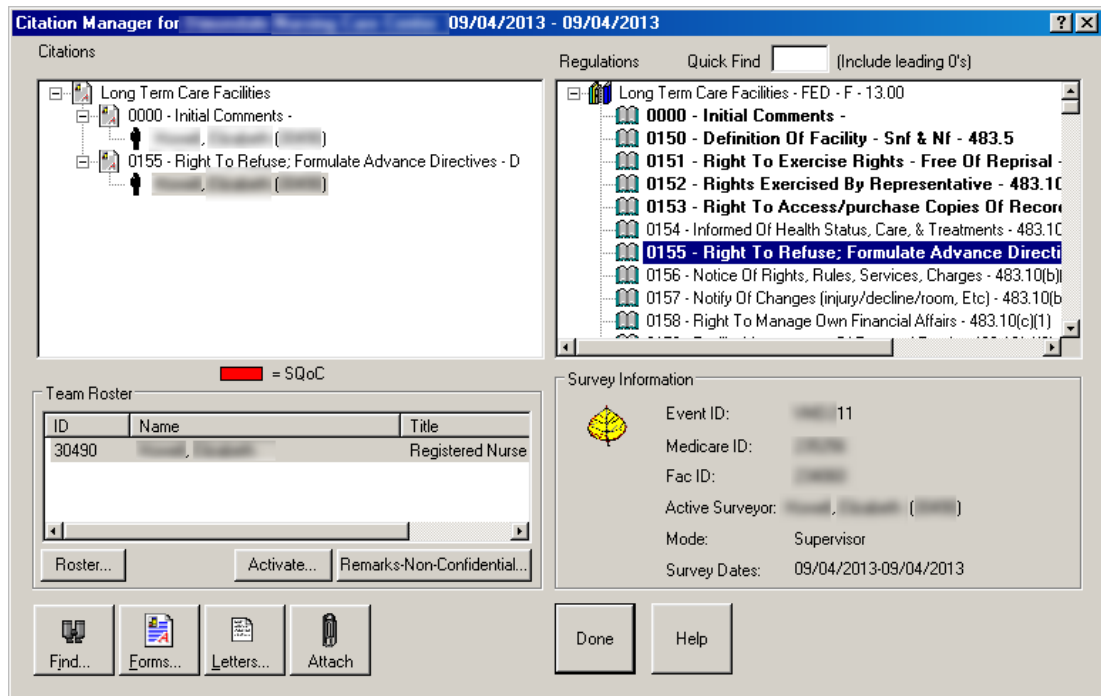 Citation Manager for 09/04/2013 - 09/04/2013
Citations
Long Term Care Facilities
0000 - Initial Comments -
, ( )
0155 - Right To Refuse; Formulate Advance Directives - D
, ( )
= SQoC
Regulations Quick Find (Include leading 0's)
Long Term Care Facilities - FED - F - 13.00
0000 - Initial Comments -
0150 - Definition Of Facility - Snf & Nf - 483.5
0151 - Right To Exercise Rights - Free Of Reprisal -
0152 - Rights Exercised By Representative - 483.10
0153 - Right To Access/purchase Copies Of Record
0154 - Informed Of Health Status, Care, & Treatments - 483.10
0155 - Right To Refuse; Formulate Advance Directi
0156 - Notice Of Rights, Rules, Services, Charges - 483.10(b)(
0157 - Notify Of Changes (injury/decline/room, Etc) - 483.10(b
0158 - Right To Manage Own Financial Affairs - 483.10(c)(1)
Team Roster
ID Name Title
30490 , Registered Nurse
Roster... Activate... Remarks-Non-Confidential...
Survey Information
Event ID: 11
Medicare ID:
Fac ID:
Active Surveyor: , ( )
Mode: Supervisor
Survey Dates: 09/04/2013-09/04/2013
Find... Forms... Letters... Attach
Done Help